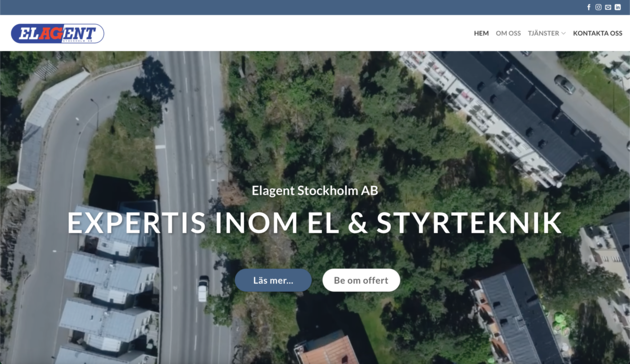 ELAGENT
HEM OM OSS TJÄNSTER KONTAKTA OSS
Elagent Stockholm AB
EXPERTIS INOM EL & STYRTEKNIK
Läs mer... Be om offert